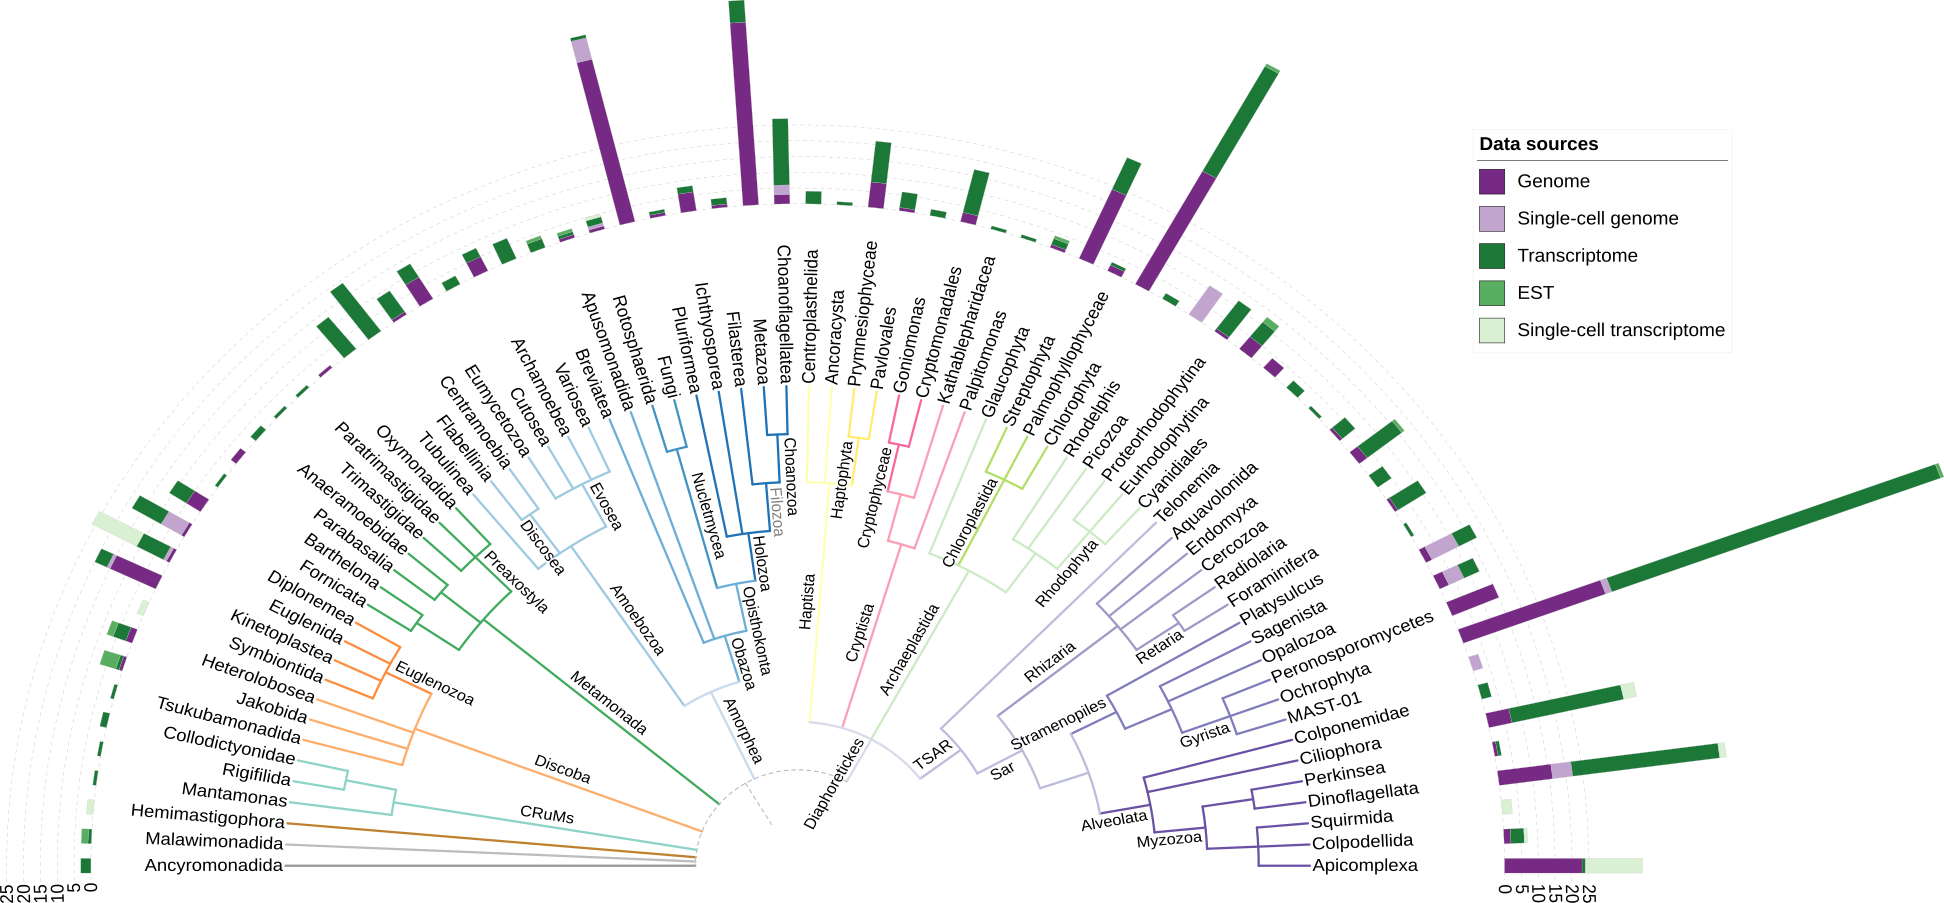 Data sources
Genome
Single-cell genome
Transcriptome
EST
Single-cell transcriptome
Ancyromonadida
Malawimonadida
Hemimastigophora
Mantamonas
Rigifilida
Collodictyonidae
Tsukubamonadida
Jakobida
Heterolobosea
Symbiontida
Kinetoplastea
Euglenida
Diplonemea
Fornicata
Barthelona
Parabasalia
Anaeramoebidae
Trimastigidae
Paratrimastigidae
Oxymonadida
Tubulinea
Flabellinia
Centramoebia
Eumycetozoa
Cutosea
Archamoebea
Variosea
Breviatea
Apusomonadida
Rotosphaerida
Fungi
Pluriformea
Ichthyosporea
Filasterea
Metazoa
Choanoflagellatea
Centroplasthelida
Ancoracysta
Prymnesiophyceae
Pavlovales
Goniomonas
Cryptomonadales
Kathablepharidacea
Palpitomonas
Glaucophyta
Streptophyta
Palmophyllophyceae
Chlorophyta
Rhodelphis
Picozoa
Proteorhodophytina
Eurhodophytina
Cyanidiales
Telonemia
Aquavolonida
Endomyxa
Cercozoa
Radiolaria
Foraminifera
Platysulcus
Sagenista
Opalozoa
Peronosporomycetes
Ochrophyta
MAST-01
Colponemidae
Ciliophora
Perkinsea
Dinoflagellata
Squirmida
Colpodellida
Apicomplexa
CRuMs
Discoba
Euglenozoa
Metamonada
Preaxostyla
Amorphea
Amoebozoa
Discosea
Evosea
Obazoa
Opisthokonta
Nucletmycea
Holozoa
Filozoa
Choanozoa
Diaphoretickes
Haptista
Haptophyta
Cryptista
Cryptophyceae
Archaeplastida
Chloroplastida
Rhodophyta
TSAR
Sar
Rhizaria
Retaria
Stramenopiles
Gyrista
Alveolata
Myzozoa
25
20
15
10
5
0
0
5
10
15
20
25